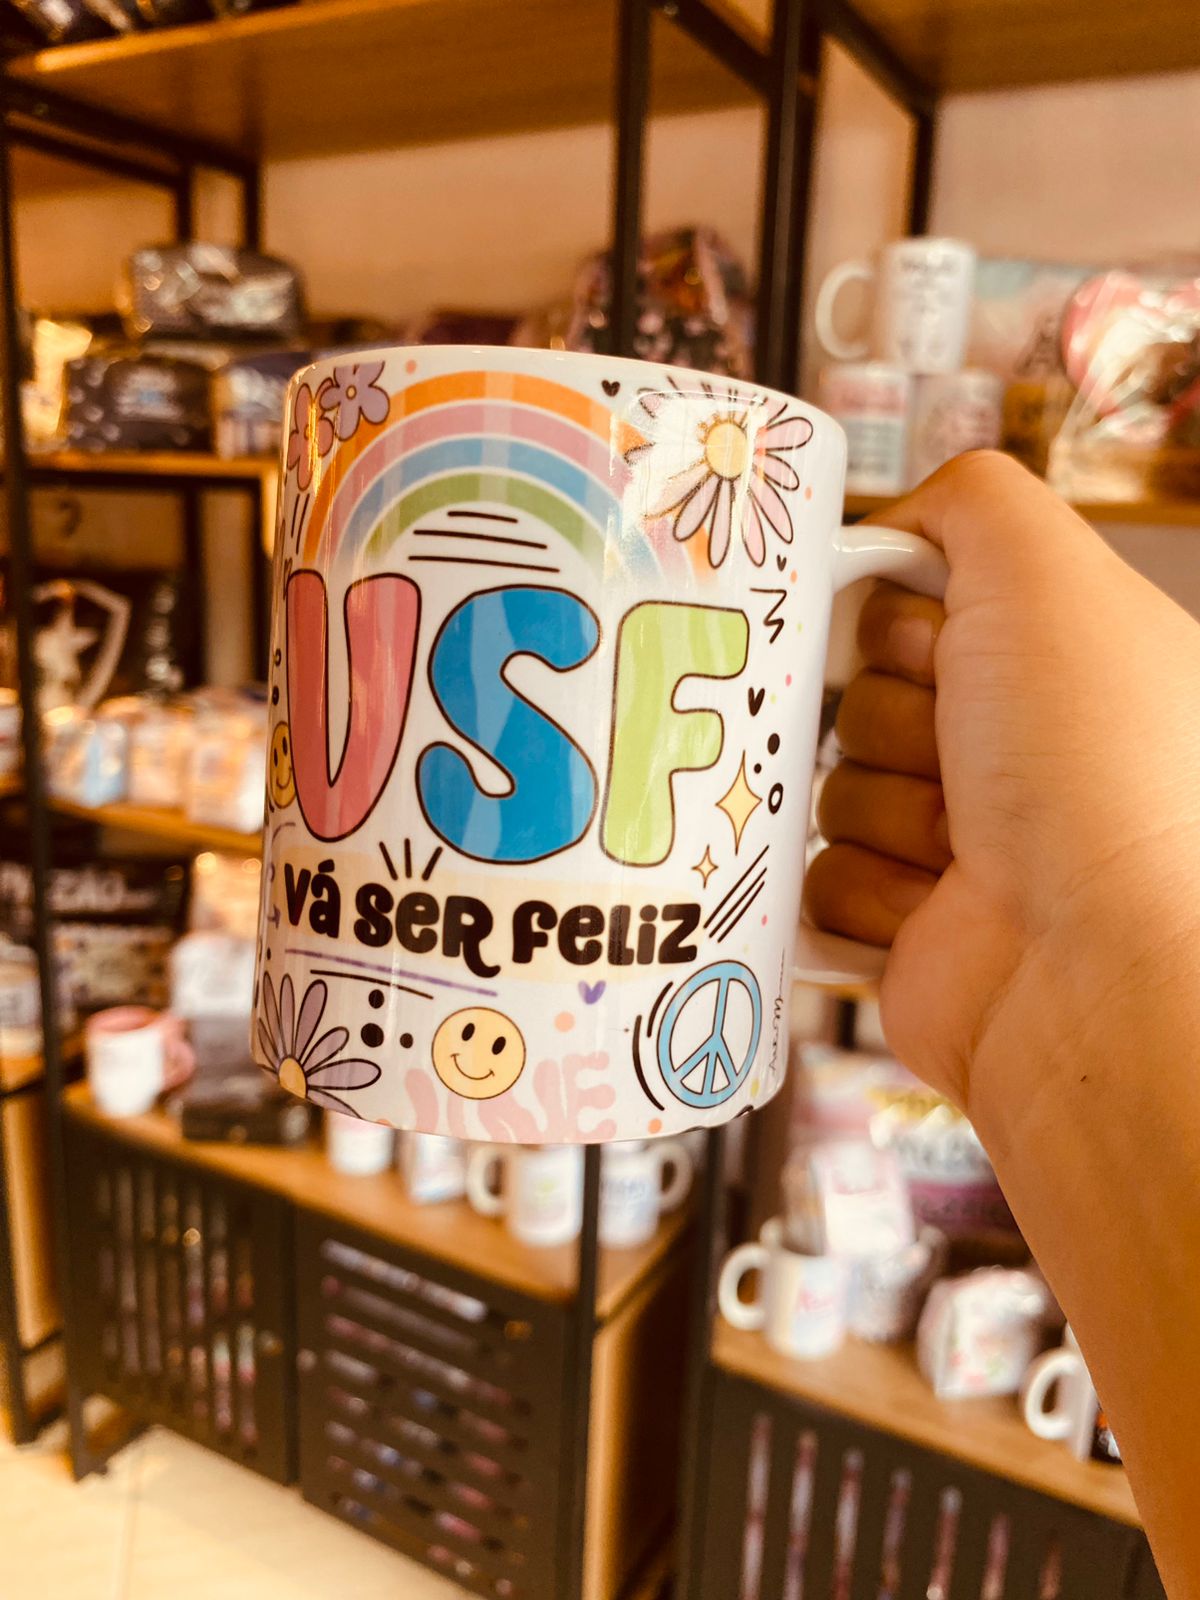 VSF
vá ser feliz